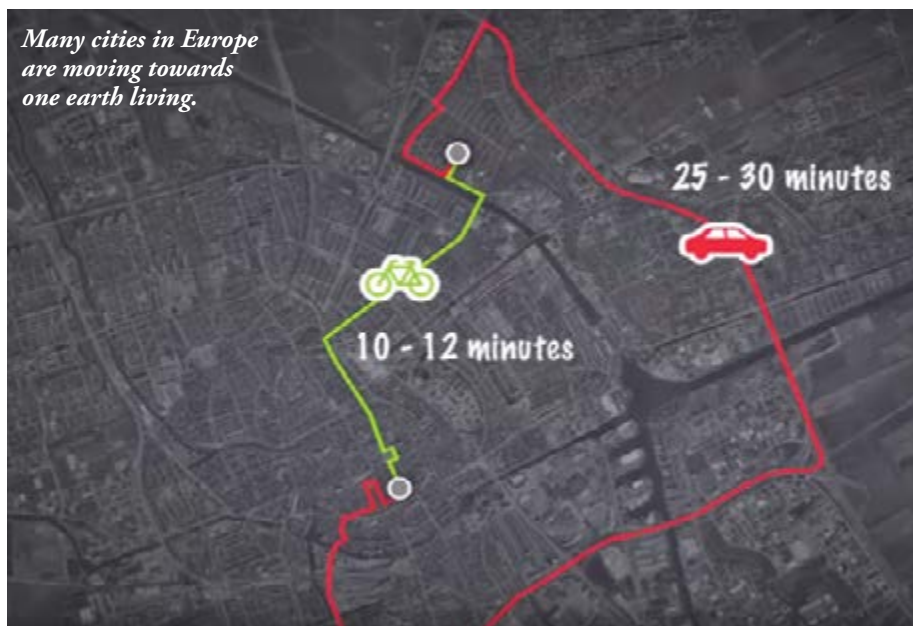 Many cities in Europe
are moving towards
one earth living.
25 - 30 minutes
10 - 12 minutes